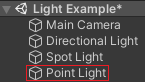 Light Example*
Main Camera
Directional Light
Spot Light
Point Light